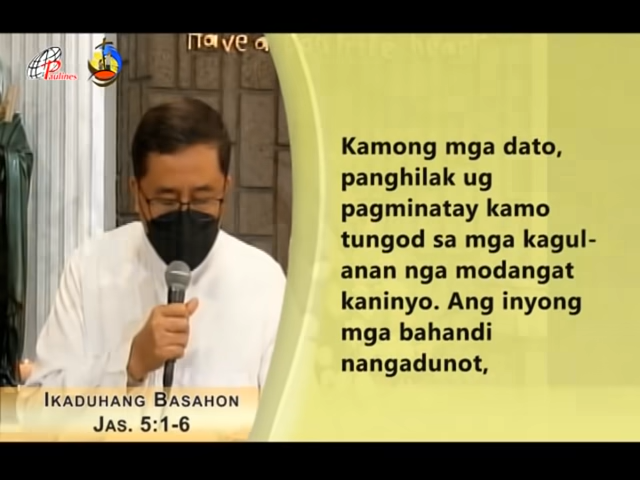 have a
Paulines
Kamong mga dato,
panghilak ug
pagminatay kamo
tungod sa mga kagul-
anan nga modangat
kaninyo. Ang inyong
mga bahandi
nangadunot,
Ikaduhang Basahon
Jas. 5:1-6